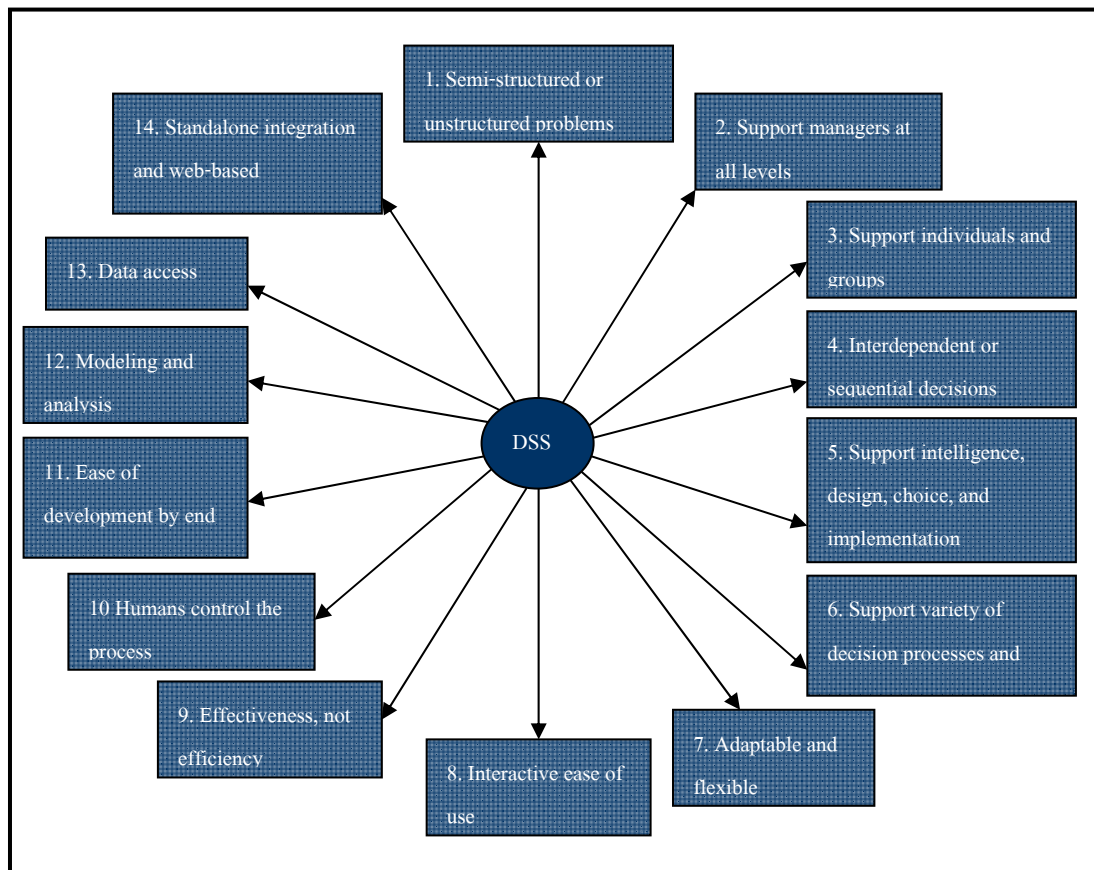 1. Semi-structured or
unstructured problems
2. Support managers at
all levels
3. Support individuals and
groups
4. Interdependent or
sequential decisions
5. Support intelligence,
design, choice, and
implementation
6. Support variety of
decision processes and
7. Adaptable and
flexible
8. Interactive ease of
use
9. Effectiveness, not
efficiency
10 Humans control the
process
11. Ease of
development by end
12. Modeling and
analysis
13. Data access
14. Standalone integration
and web-based
DSS